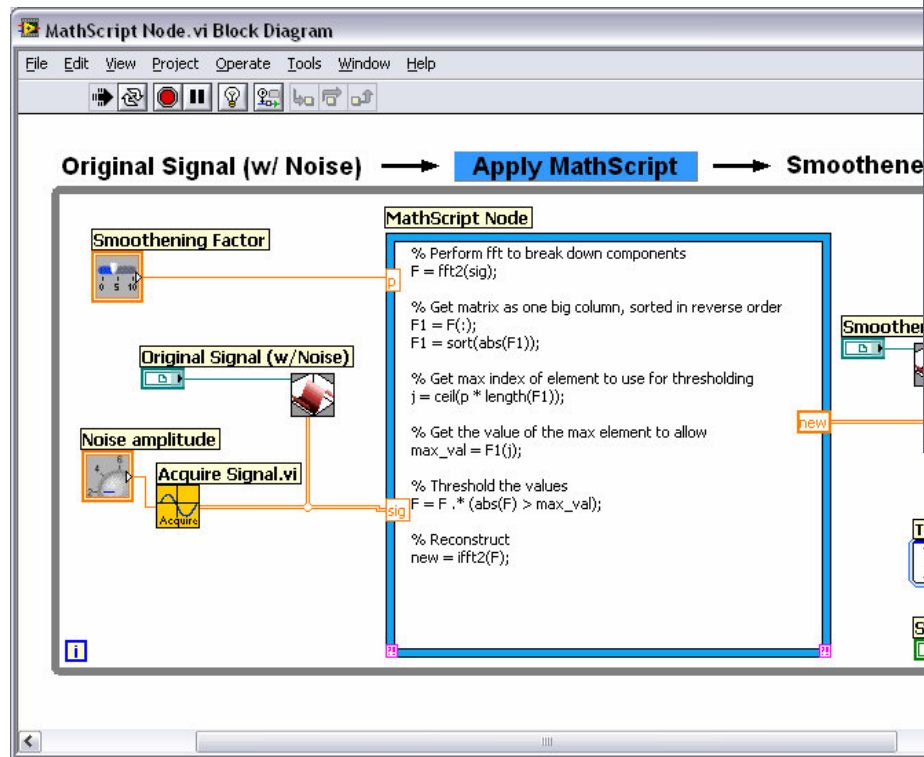 MathScript Node.vi Block Diagram
File Edit View Project Operate Tools Window Help
Original Signal (w/ Noise) Apply MathScript Smoothene
MathScript Node
Smoothening Factor
0 5 10
p
% Perform fft to break down components
F = fft2(sig);
% Get matrix as one big column, sorted in reverse order
F1 = F(:);
F1 = sort(abs(F1));
% Get max index of element to use for thresholding
j = ceil(p * length(F1));
% Get the value of the max element to allow
max_val = F1(j);
% Threshold the values
F = F .* (abs(F) > max_val);
% Reconstruct
new = ifft2(F);
Original Signal (w/Noise)
Noise amplitude
2 4 6
Acquire Signal.vi
Acquire
sig
new
Smoothe
T
S
i
?!
?!